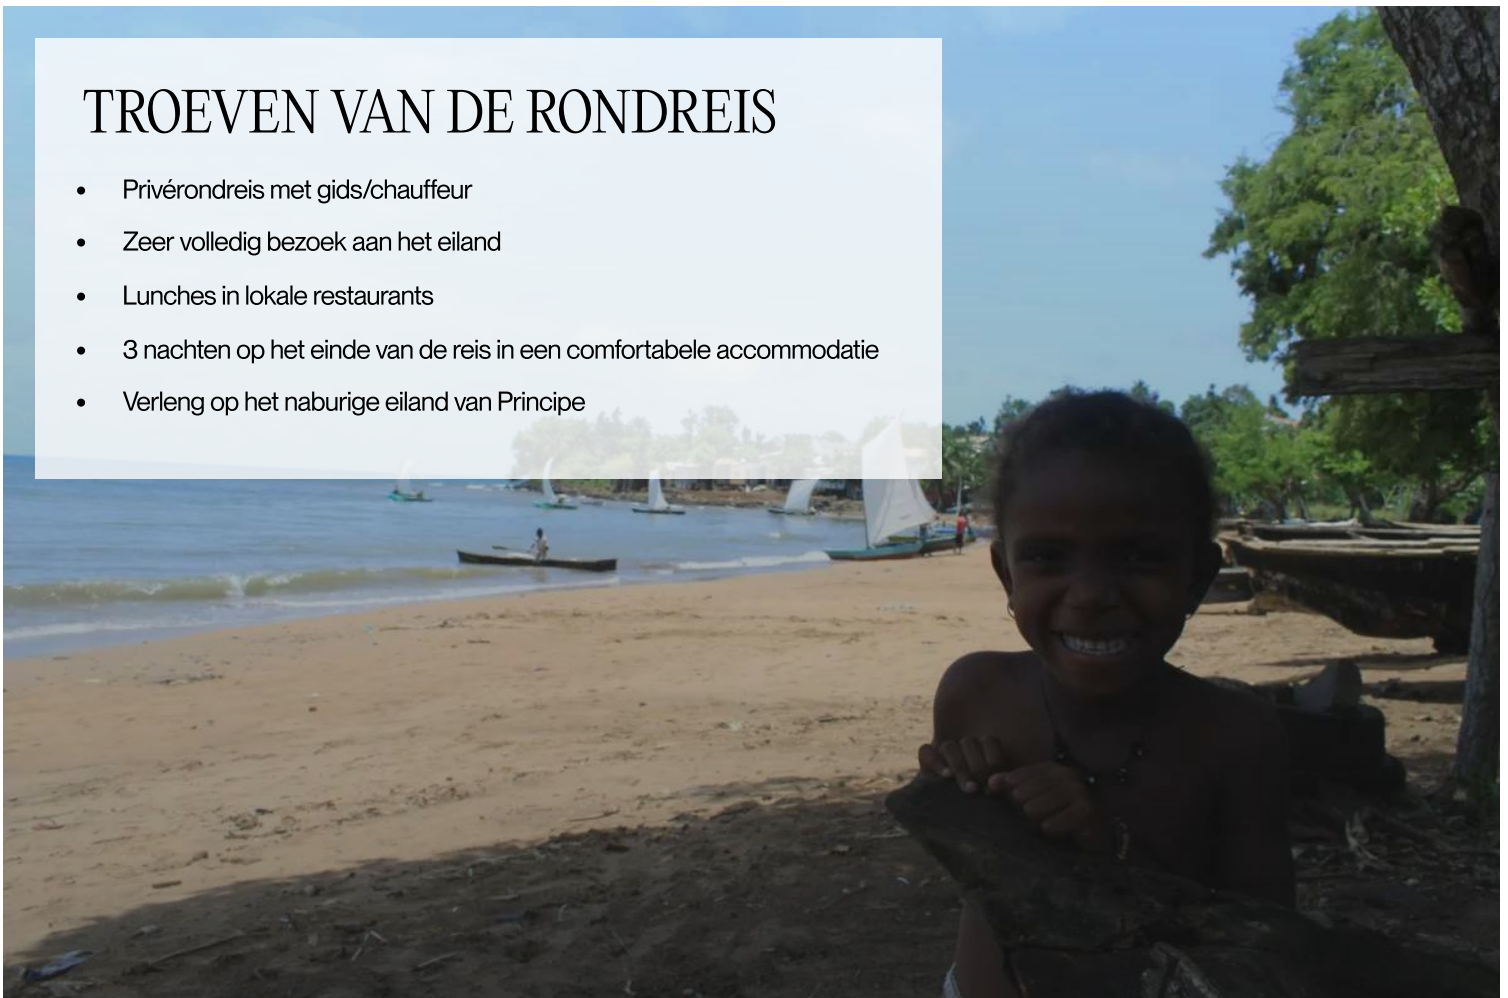 TROEVEN VAN DE RONDREIS
• Privérondreis met gids/chauffeur
• Zeer volledig bezoek aan het eiland
• Lunches in lokale restaurants
• 3 nachten op het einde van de reis in een comfortabele accommodatie
• Verleng op het naburige eiland van Principe